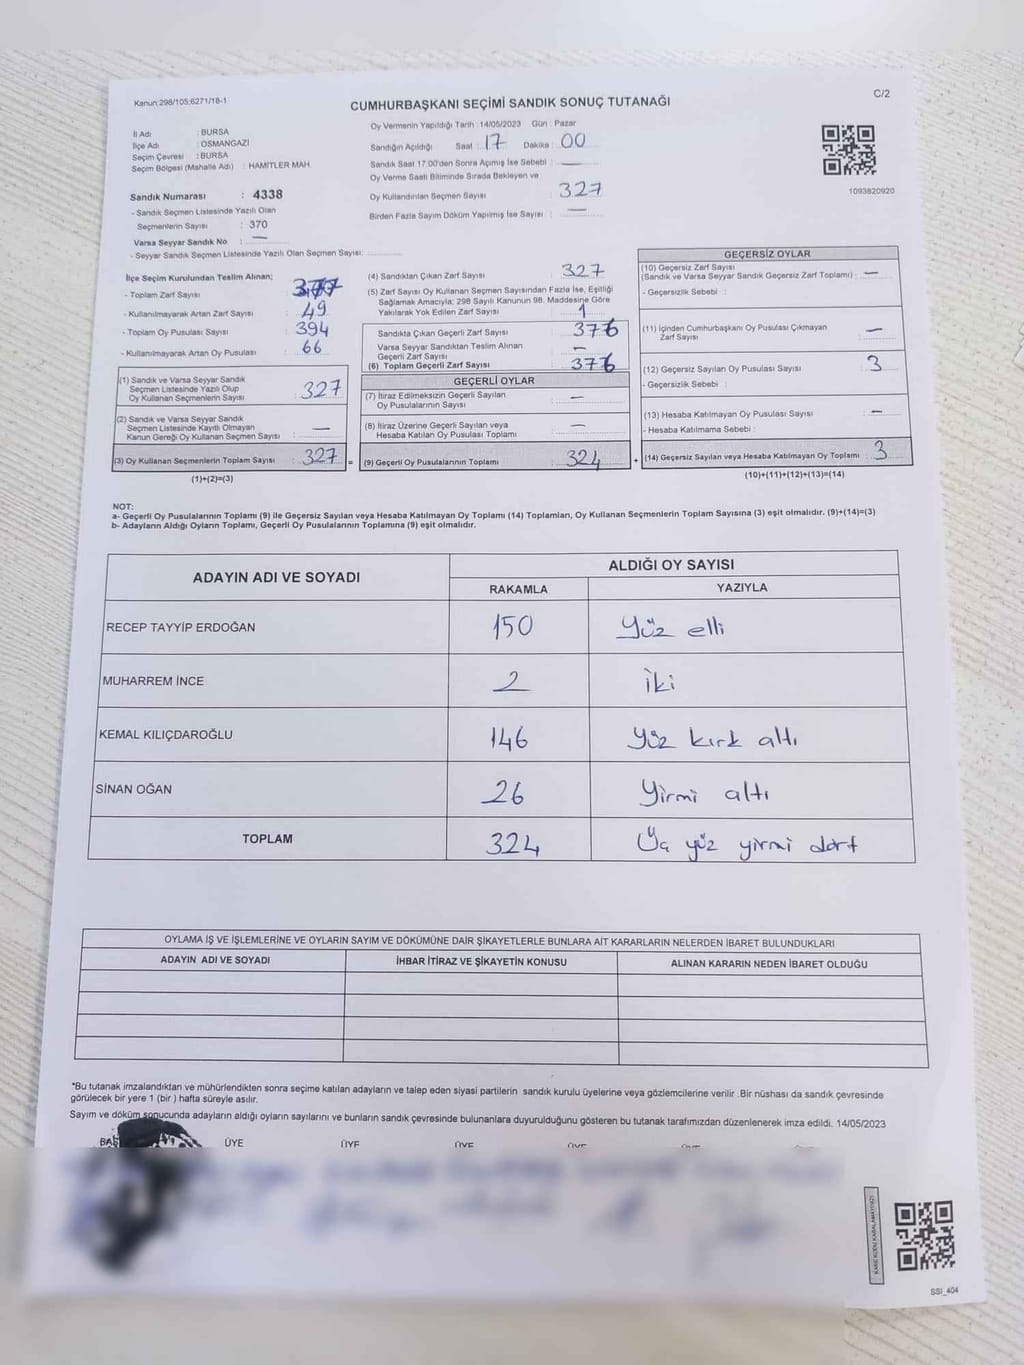 Kanun:298/105;6271/18-1
CUMHURBAŞKANI SEÇİMİ SANDIK SONUÇ TUTANAĞI
C/2
İl Adı : BURSA
İlçe Adı : OSMANGAZİ
Seçim Çevresi : BURSA
Seçim Bölgesi (Mahalle Adı) : HAMİTLER MAH.
Sandık Numarası : 4338
- Sandık Seçmen Listesinde Yazılı Olan
Seçmenlerin Sayısı : 370
Varsa Seyyar Sandık No : —
- Seyyar Sandık Seçmen Listesinde Yazılı Olan Seçmen Sayısı:
Oy Vermenin Yapıldığı Tarih :14/05/2023 Gün : Pazar
Sandığın Açıldığı Saat : 17 Dakika : 00
Sandık Saat 17.00'den Sonra Açılmış İse Sebebi : —
Oy Verme Saati Bitiminde Sırada Bekleyen ve
Oy Kullandırılan Seçmen Sayısı : 327
Birden Fazla Sayım Döküm Yapılmış İse Sayısı : —
1093820920
İlçe Seçim Kurulundan Teslim Alınan;
- Toplam Zarf Sayısı :
- Kullanılmayarak Artan Zarf Sayısı : 49
- Toplam Oy Pusulası Sayısı : 394
- Kullanılmayarak Artan Oy Pusulası : 66
(1) Sandık ve Varsa Seyyar Sandık
Seçmen Listesinde Yazılı Olup
Oy Kullanan Seçmenlerin Sayısı : 327
(2) Sandık ve Varsa Seyyar Sandık
Seçmen Listesinde Kayıtlı Olmayan
Kanun Gereği Oy Kullanan Seçmen Sayısı : —
(3) Oy Kullanan Seçmenlerin Toplam Sayısı : 327 =
(1)+(2)=(3)
(4) Sandıktan Çıkan Zarf Sayısı : 327
(5) Zarf Sayısı Oy Kullanan Seçmen Sayısından Fazla İse, Eşitliği
Sağlamak Amacıyla; 298 Sayılı Kanunun 98. Maddesine Göre
Yakılarak Yok Edilen Zarf Sayısı : 1
Sandıkta Çıkan Geçerli Zarf Sayısı : 376
Varsa Seyyar Sandıktan Teslim Alınan
Geçerli Zarf Sayısı : —
(6) Toplam Geçerli Zarf Sayısı : 376
GEÇERLİ OYLAR
(7) İtiraz Edilmeksizin Geçerli Sayılan
Oy Pusulalarının Sayısı : —
(8) İtiraz Üzerine Geçerli Sayılan veya
Hesaba Katılan Oy Pusulası Toplamı : —
(9) Geçerli Oy Pusulalarının Toplamı : 324 +
GEÇERSİZ OYLAR
(10) Geçersiz Zarf Sayısı
(Sandık ve Varsa Seyyar Sandık Geçersiz Zarf Toplamı) : —
- Geçersizlik Sebebi :
(11) İçinden Cumhurbaşkanı Oy Pusulası Çıkmayan
Zarf Sayısı : —
(12) Geçersiz Sayılan Oy Pusulası Sayısı : 3
- Geçersizlik Sebebi :
(13) Hesaba Katılmayan Oy Pusulası Sayısı : —
- Hesaba Katılmama Sebebi :
(14) Geçersiz Sayılan veya Hesaba Katılmayan Oy Toplamı : 3
(10)+(11)+(12)+(13)=(14)
NOT:
a- Geçerli Oy Pusulalarının Toplamı (9) ile Geçersiz Sayılan veya Hesaba Katılmayan Oy Toplamı (14) Toplamları, Oy Kullanan Seçmenlerin Toplam Sayısına (3) eşit olmalıdır. (9)+(14)=(3)
b- Adayların Aldığı Oyların Toplamı, Geçerli Oy Pusulalarının Toplamına (9) eşit olmalıdır.
ADAYIN ADI VE SOYADI
ALDIĞI OY SAYISI
RAKAMLA YAZIYLA
RECEP TAYYİP ERDOĞAN 150 Yüz elli
MUHARREM İNCE 2 İki
KEMAL KILIÇDAROĞLU 146 Yüz kırk altı
SİNAN OĞAN 26 Yirmi altı
TOPLAM 324 Üç yüz yirmi dört
OYLAMA İŞ VE İŞLEMLERİNE VE OYLARIN SAYIM VE DÖKÜMÜNE DAİR ŞİKAYETLERLE BUNLARA AİT KARARLARIN NELERDEN İBARET BULUNDUKLARI
ADAYIN ADI VE SOYADI İHBAR İTİRAZ VE ŞİKAYETİN KONUSU ALINAN KARARIN NEDEN İBARET OLDUĞU
*Bu tutanak imzalandıktan ve mühürlendikten sonra seçime katılan adayların ve talep eden siyasi partilerin sandık kurulu üyelerine veya gözlemcilerine verilir .Bir nüshası da sandık çevresinde
görülecek bir yere 1 (bir ) hafta süreyle asılır.
Sayım ve döküm sonucunda adayların aldığı oyların sayılarını ve bunların sandık çevresinde bulunanlara duyurulduğunu gösteren bu tutanak tarafımızdan düzenlenerek imza edildi. 14/05/2023
ÜYE ÜYE ÜYE
KARE KODU KARALAMAYINIZ!
SSI_404